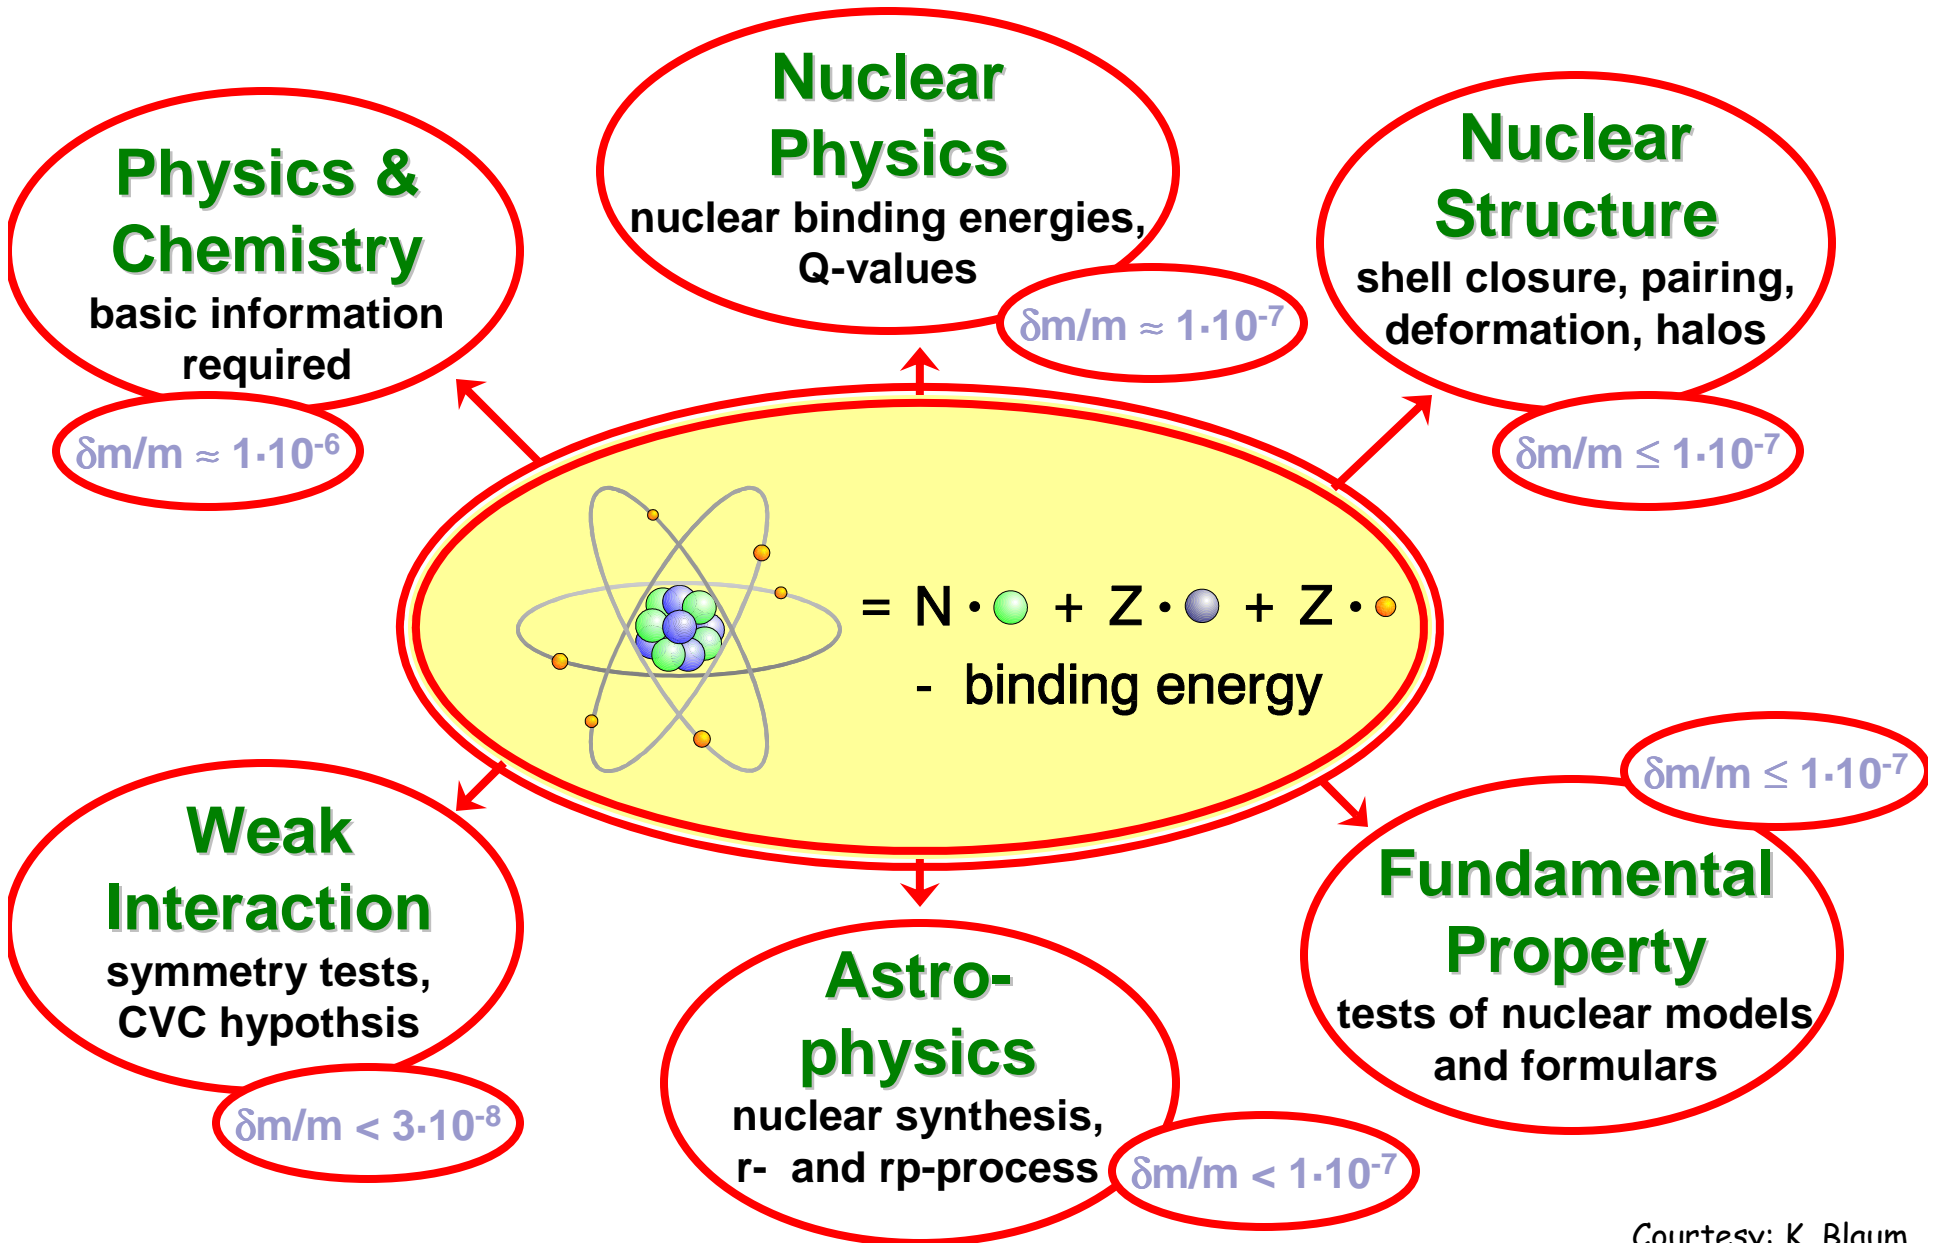 Nuclear
Physics
nuclear binding energies,
Q-values
δm/m ≈ 1·10⁻⁷
Physics &
Chemistry
basic information
required
δm/m ≈ 1·10⁻⁶
Nuclear
Structure
shell closure, pairing,
deformation, halos
δm/m ≤ 1·10⁻⁷
= N · + Z · + Z ·
- binding energy
Weak
Interaction
symmetry tests,
CVC hypothsis
δm/m < 3·10⁻⁸
Astro-
physics
nuclear synthesis,
r- and rp-process
δm/m < 1·10⁻⁷
δm/m ≤ 1·10⁻⁷
Fundamental
Property
tests of nuclear models
and formulars
Courtesy: K. Blaum